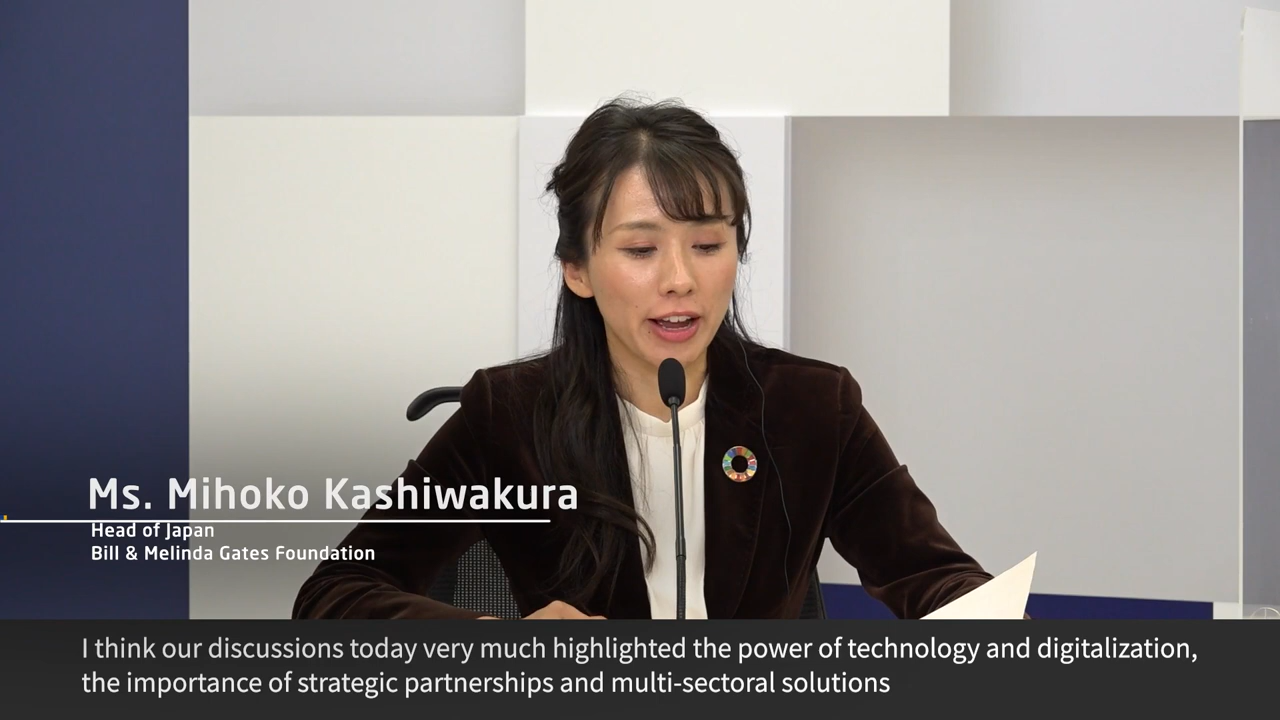 Ms. Mihoko Kashiwakura
Head of Japan
Bill & Melinda Gates Foundation
I think our discussions today very much highlighted the power of technology and digitalization,
the importance of strategic partnerships and multi-sectoral solutions